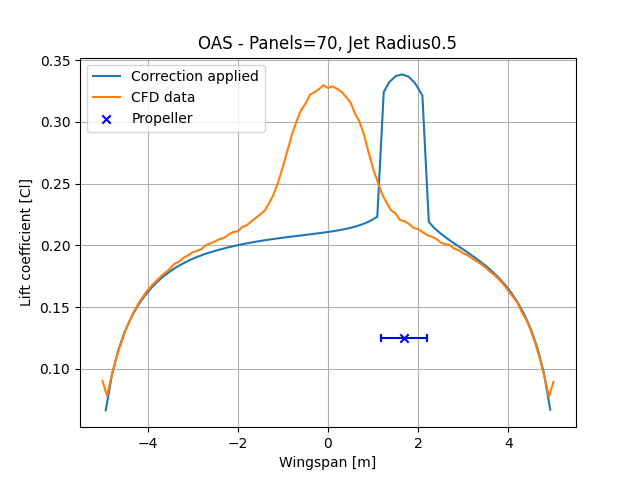 OAS - Panels=70, Jet Radius0.5
Correction applied
CFD data
Propeller
Lift coefficient [Cl]
0.35
0.30
0.25
0.20
0.15
0.10
−4
−2
0
2
4
Wingspan [m]